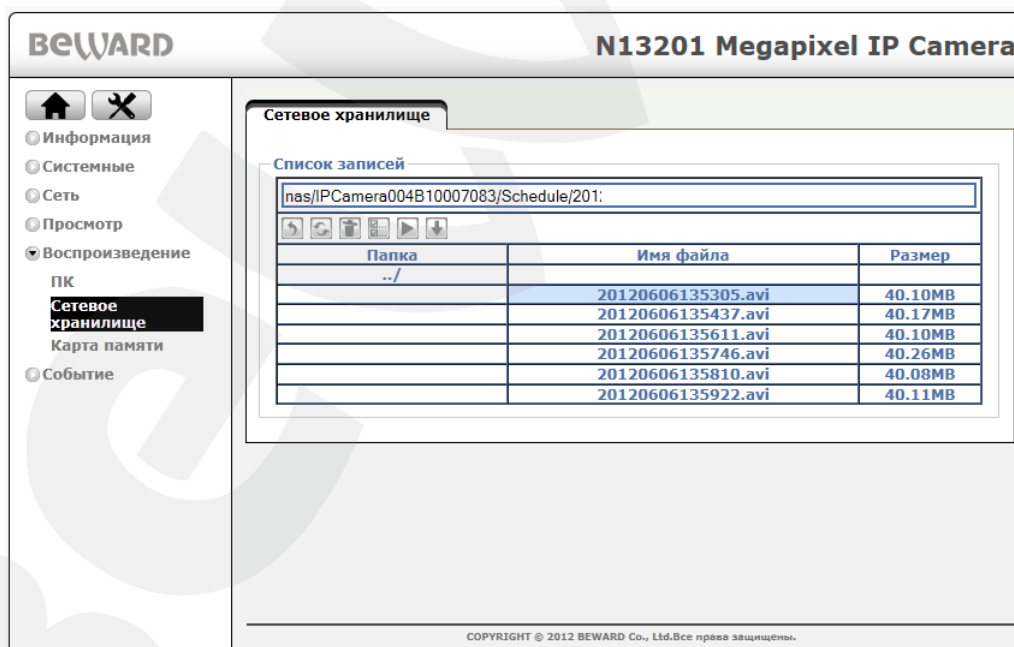 BEWARD
N13201 Megapixel IP Camera
Информация
Системные
Сеть
Просмотр
Воспроизведение
ПК
Сетевое
хранилище
Карта памяти
Событие
Сетевое хранилище
Список записей
nas/IPCamera004B10007083/Schedule/201
Папка Имя файла Размер
../
20120606135305.avi 40.10MB
20120606135437.avi 40.17MB
20120606135611.avi 40.10MB
20120606135746.avi 40.26MB
20120606135810.avi 40.08MB
20120606135922.avi 40.11MB
COPYRIGHT © 2012 BEWARD Co., Ltd.Все права защищены.